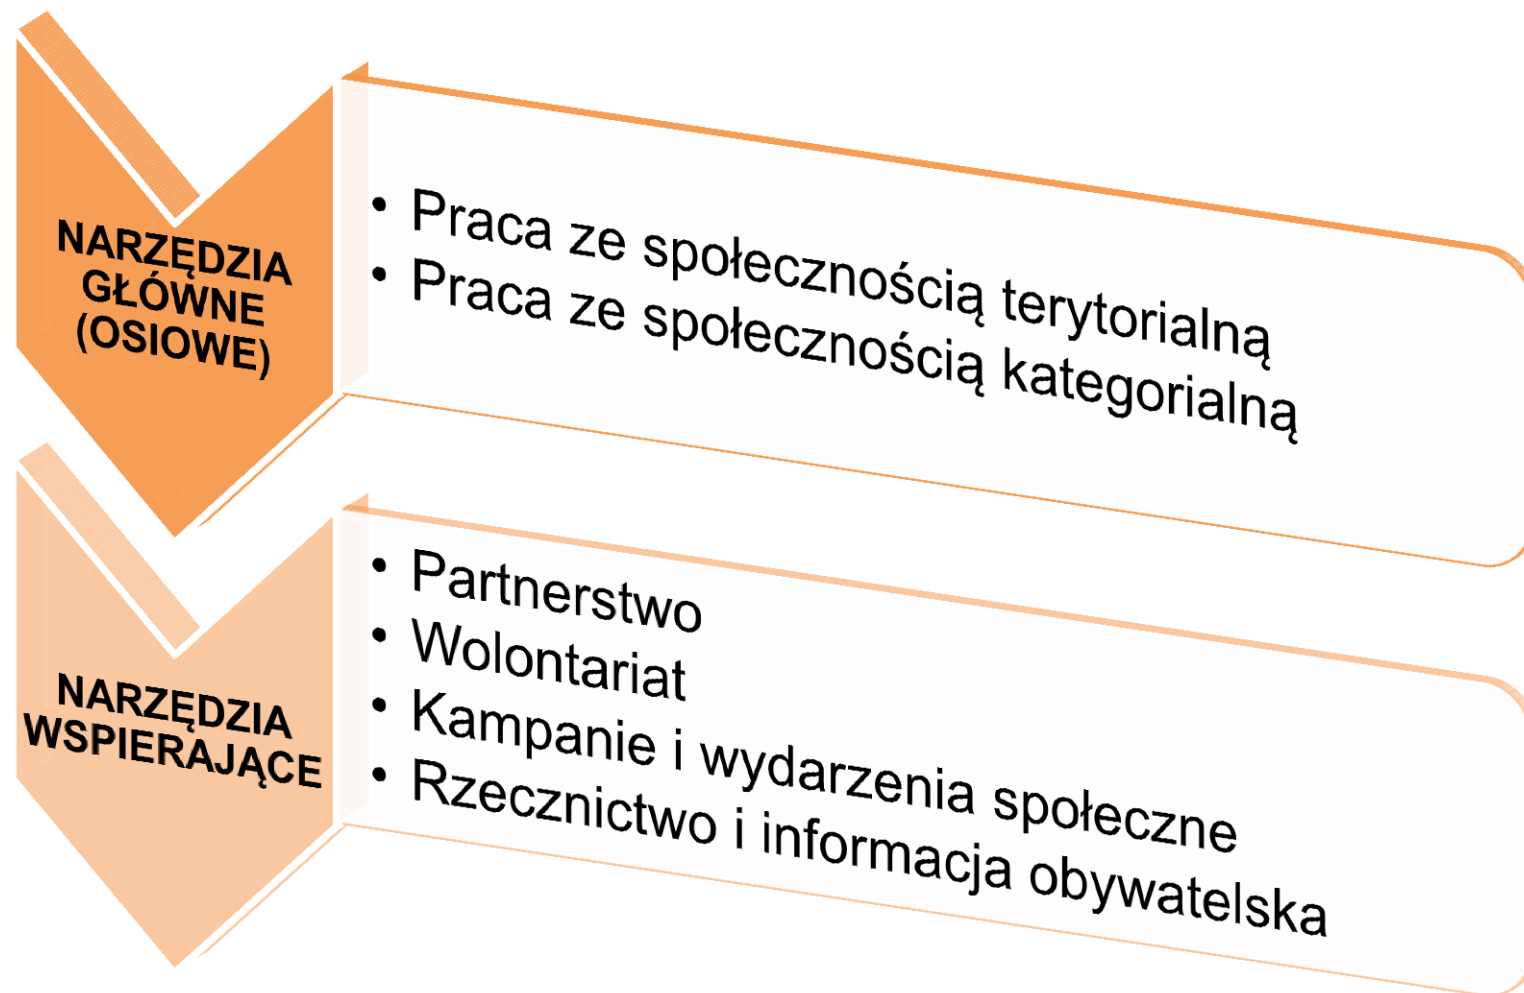 NARZĘDZIA
GŁÓWNE
(OSIOWE)
• Praca ze społecznością terytorialną
• Praca ze społecznością kategorialną
NARZĘDZIA
WSPIERAJĄCE
• Partnerstwo
• Wolontariat
• Kampanie i wydarzenia społeczne
• Rzecznictwo i informacja obywatelska